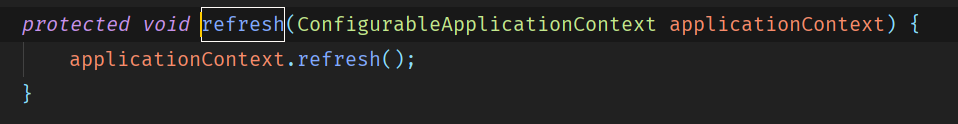 protected void refresh(ConfigurableApplicationContext applicationContext) {
    applicationContext.refresh();
}